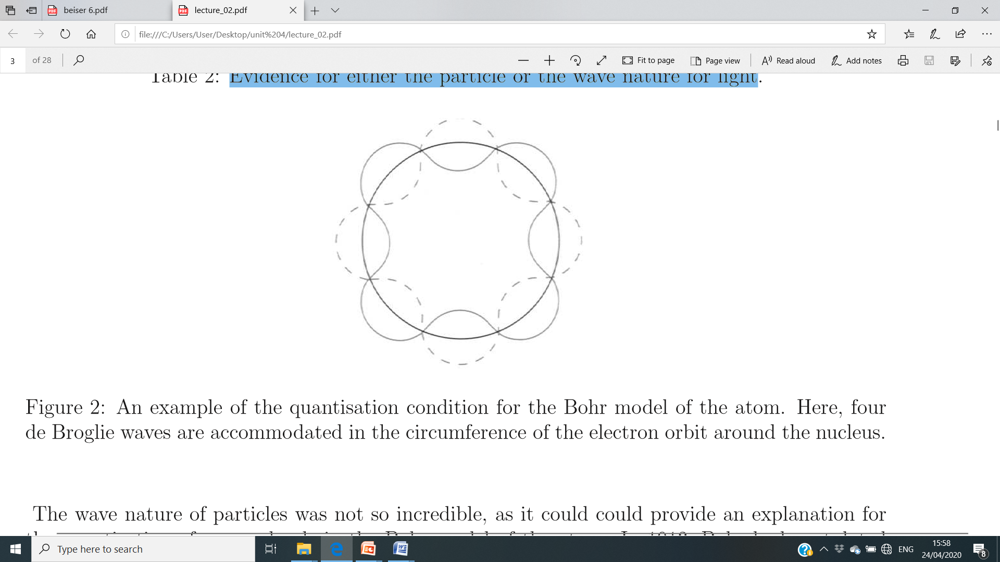 beiser 6.pdf
lecture_02.pdf
file:///C:/Users/User/Desktop/unit%204/lecture_02.pdf
3 of 28
Fit to page
Page view
Read aloud
Add notes
Table 2: Evidence for either the particle or the wave nature for light.
Figure 2: An example of the quantisation condition for the Bohr model of the atom. Here, four
de Broglie waves are accommodated in the circumference of the electron orbit around the nucleus.
The wave nature of particles was not so incredible, as it could could provide an explanation for
Type here to search
ENG
15:58
24/04/2020
8